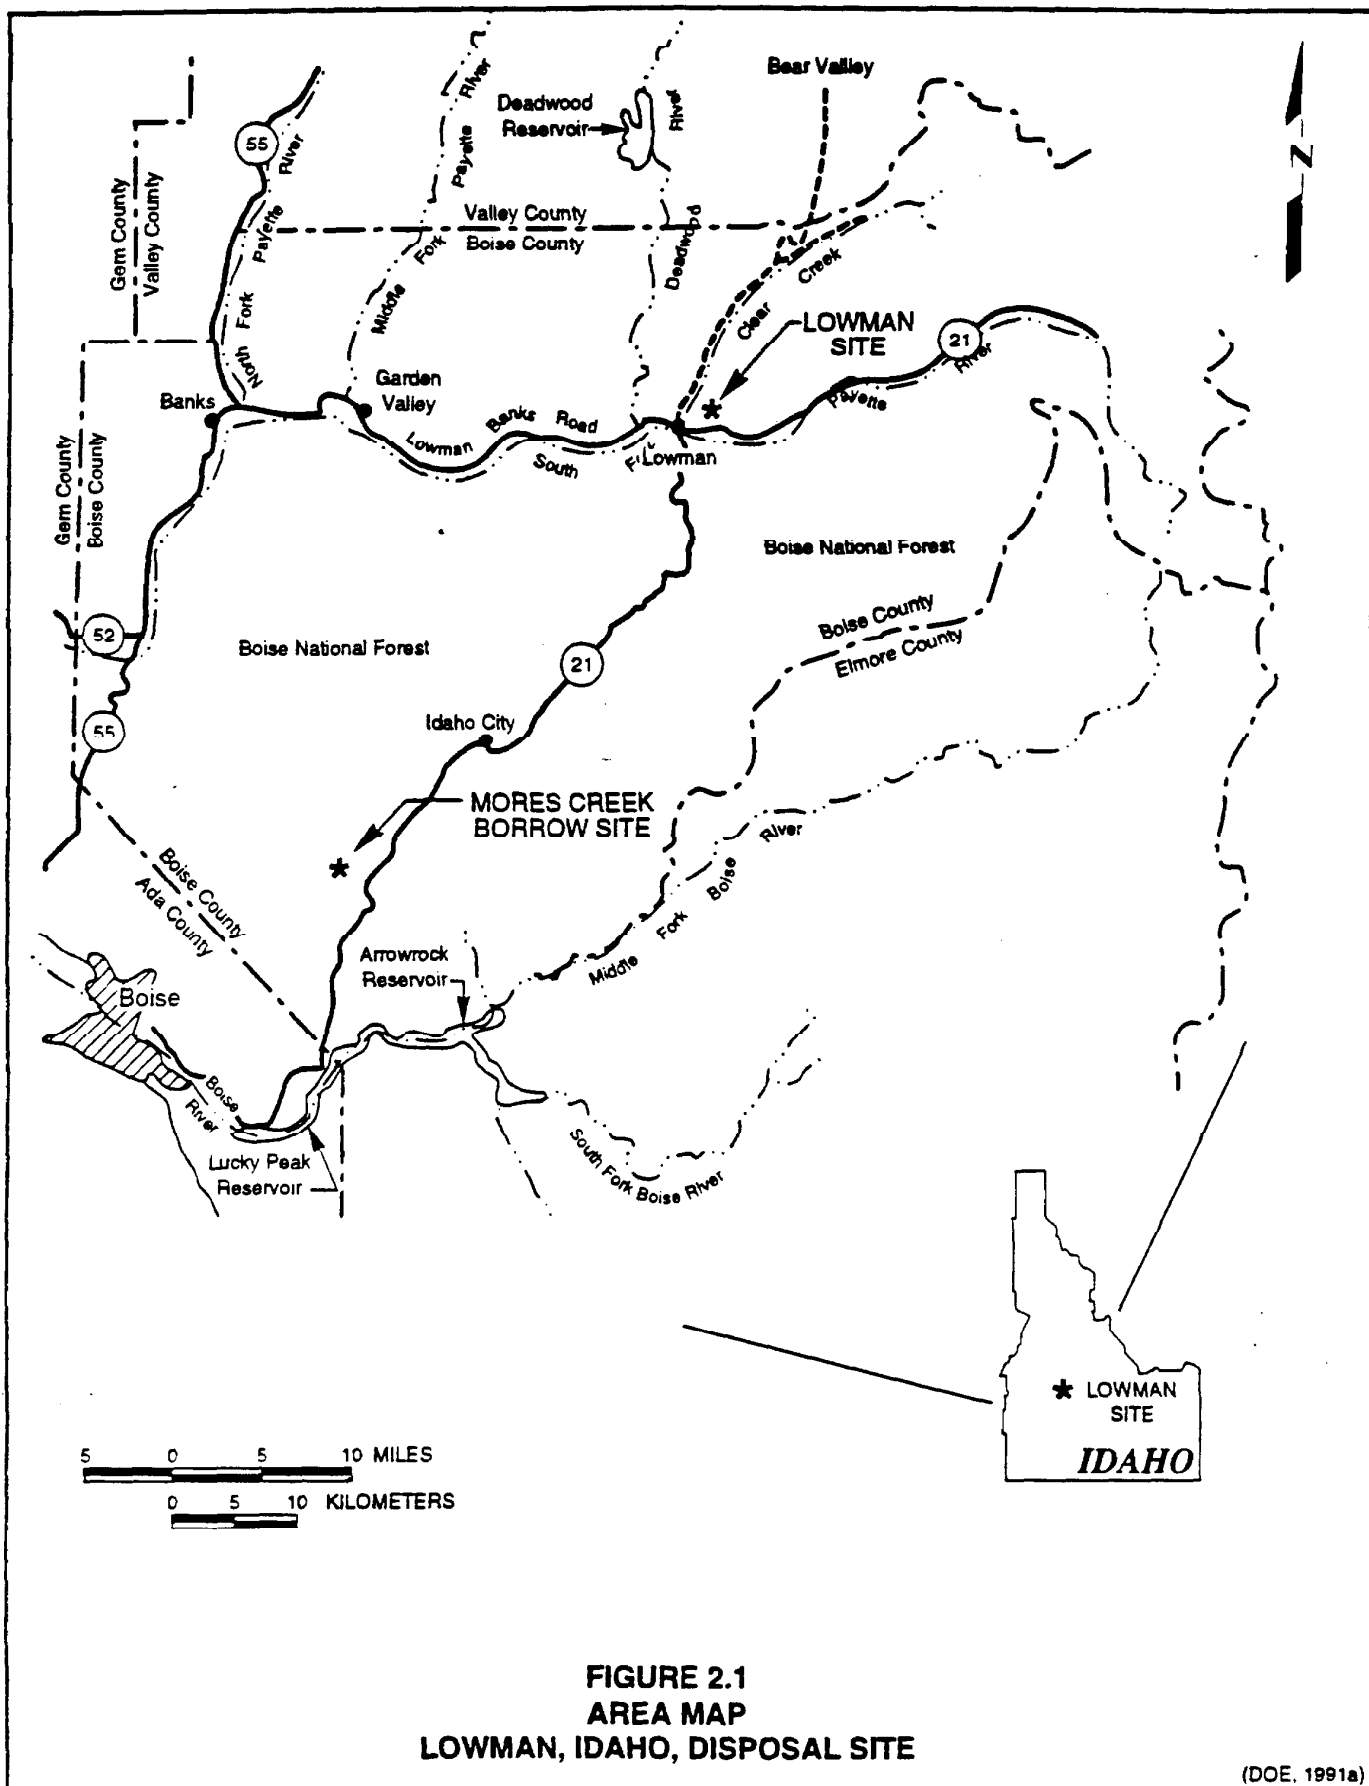 Bear Valley
Deadwood
Reservoir
River
55
River
Payette
Fork
North
River
Payette
Fork
Middle
Deadwood
Gem County
Valley County
Valley County
Boise County
Clear Creek
N
LOWMAN
SITE
21
Payette River
Garden
Valley
Banks
Lowman Banks Road
South
Lowman
Gem County
Boise County
Boise National Forest
Boise County
Elmore County
52
Boise National Forest
21
55
Idaho City
MORES CREEK
BORROW SITE
Boise County
Ada County
Middle Fork Boise River
Arrowrock
Reservoir
Boise
Boise
River
Lucky Peak
Reservoir
South Fork Boise River
LOWMAN
SITE
IDAHO
5 0 5 10 MILES
0 5 10 KILOMETERS
FIGURE 2.1
AREA MAP
LOWMAN, IDAHO, DISPOSAL SITE
(DOE, 1991a)